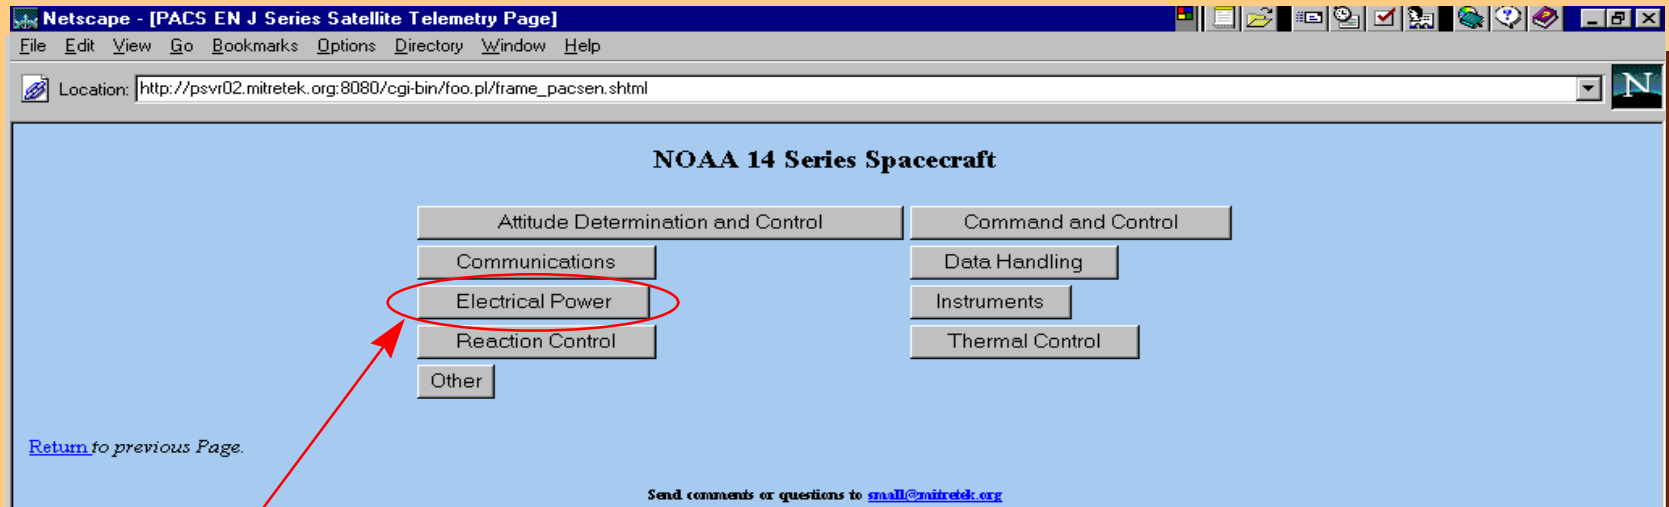 Netscape - [PACS EN J Series Satellite Telemetry Page]
File Edit View Go Bookmarks Options Directory Window Help
Location: http://psvr02.mitretek.org:8080/cgi-bin/foo.pl/frame_pacsen.shtml
N
NOAA 14 Series Spacecraft
Attitude Determination and Control Command and Control
Communications Data Handling
Electrical Power Instruments
Reaction Control Thermal Control
Other
Return to previous Page.
Send comments or questions to small@mitretek.org